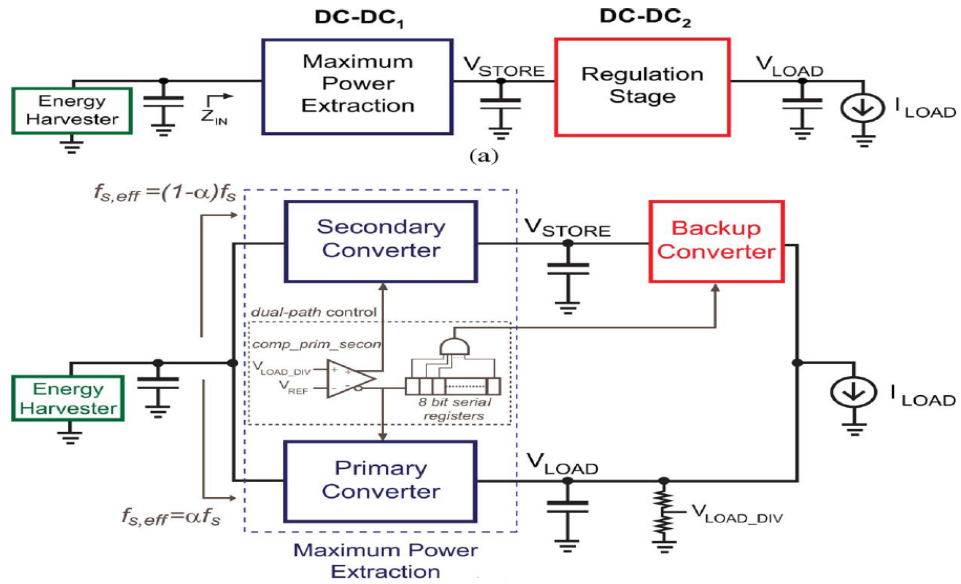 DC-DC1
DC-DC2
Energy
Harvester
ZIN
Maximum
Power
Extraction
VSTORE
Regulation
Stage
VLOAD
ILOAD
(a)
fs,eff =(1-α)fs
Secondary
Converter
VSTORE
Backup
Converter
dual-path control
comp_prim_secon
VLOAD_DIV
VREF
+ +
- -
8 bit serial
registers
Energy
Harvester
ILOAD
Primary
Converter
VLOAD
VLOAD_DIV
fs,eff=αfs
Maximum Power
Extraction